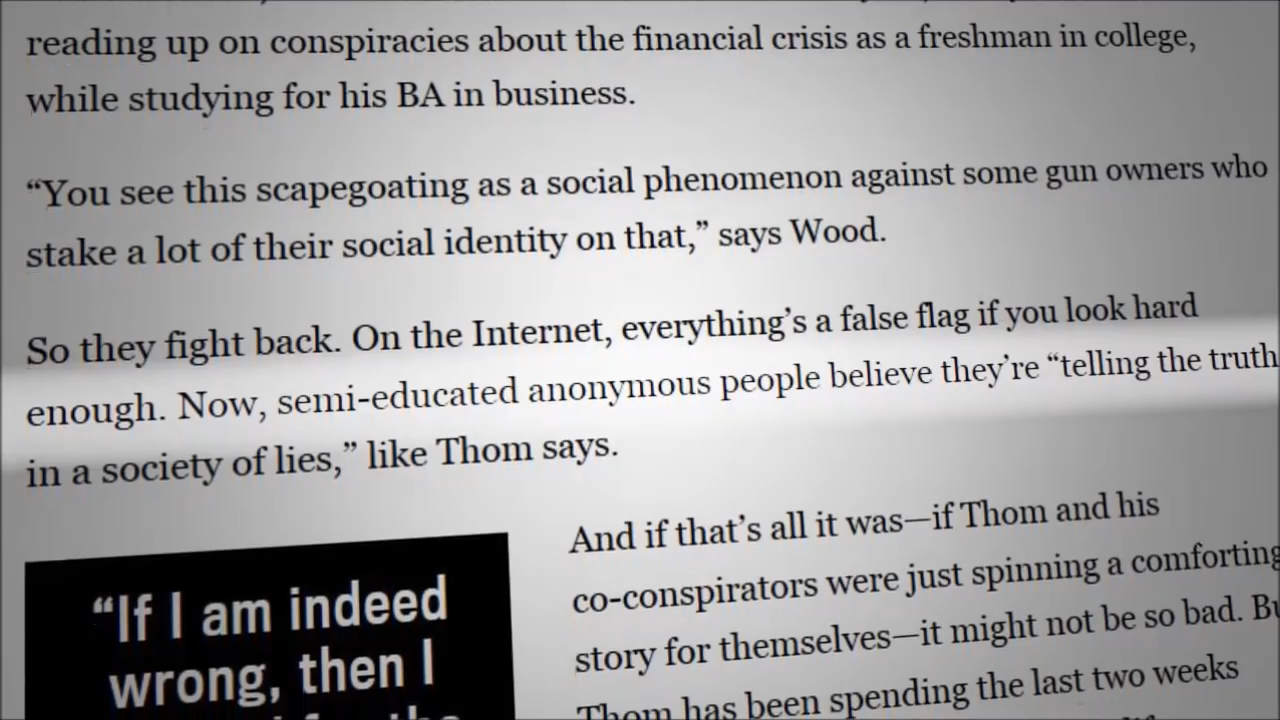 reading up on conspiracies about the financial crisis as a freshman in college,
while studying for his BA in business.
“You see this scapegoating as a social phenomenon against some gun owners who
stake a lot of their social identity on that,” says Wood.
So they fight back. On the Internet, everything’s a false flag if you look hard
enough. Now, semi-educated anonymous people believe they’re “telling the truth
in a society of lies,” like Thom says.
And if that’s all it was—if Thom and his
co-conspirators were just spinning a comforting
story for themselves—it might not be so bad.
Thom has been spending the last two weeks
“If I am indeed
wrong, then I